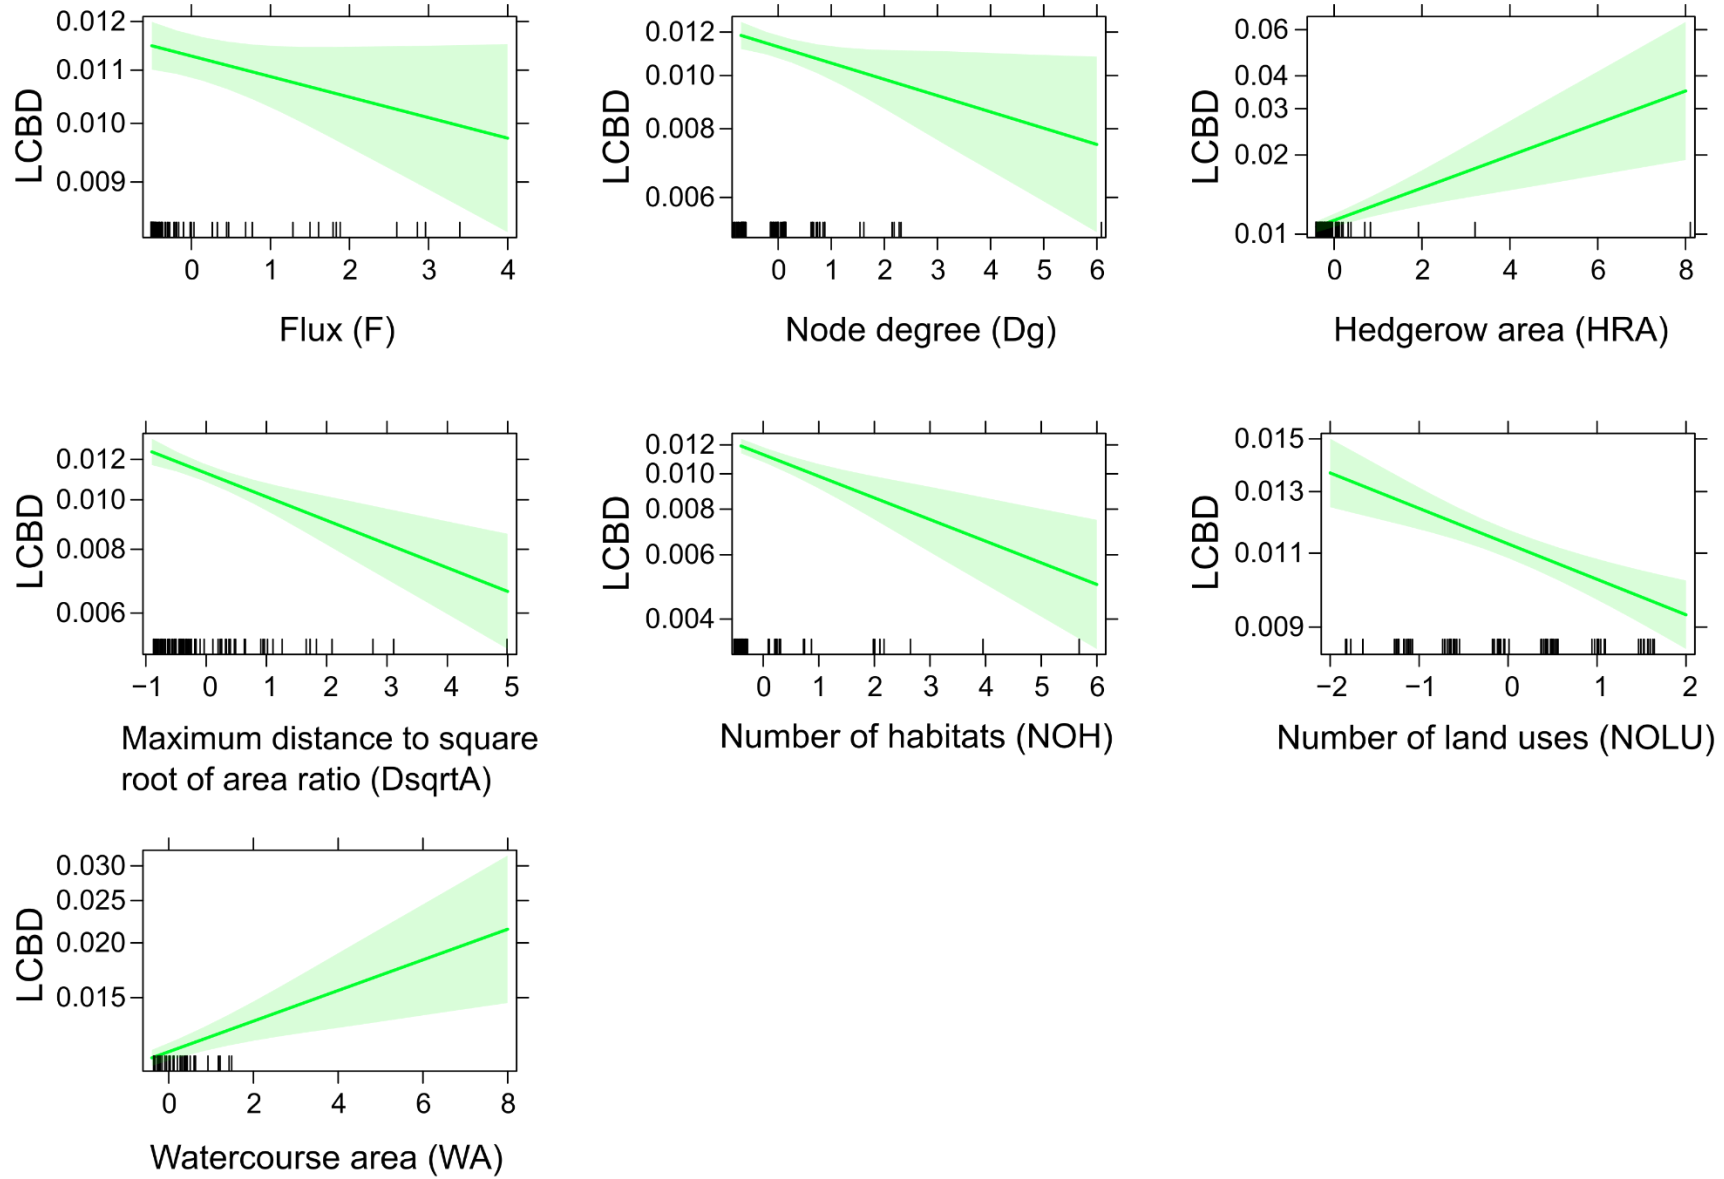 LCBD
0.012
0.011
0.010
0.009
0 1 2 3 4
Flux (F)
LCBD
0.012
0.010
0.008
0.006
0 1 2 3 4 5 6
Node degree (Dg)
LCBD
0.06
0.04
0.03
0.02
0.01
0 2 4 6 8
Hedgerow area (HRA)
LCBD
0.012
0.010
0.008
0.006
−1 0 1 2 3 4 5
Maximum distance to square
root of area ratio (DsqrtA)
LCBD
0.012
0.010
0.008
0.006
0.004
0 1 2 3 4 5 6
Number of habitats (NOH)
LCBD
0.015
0.013
0.011
0.009
−2 −1 0 1 2
Number of land uses (NOLU)
LCBD
0.030
0.025
0.020
0.015
0 2 4 6 8
Watercourse area (WA)